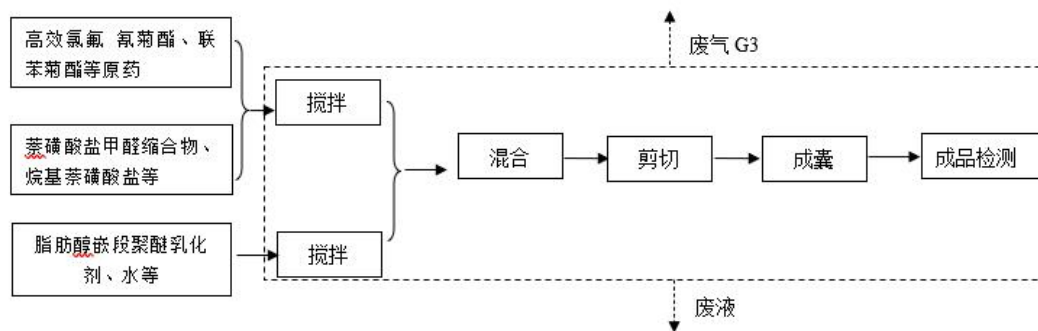 高效氯氟 氰菊酯、联
苯菊酯等原药
萘磺酸盐甲醛缩合物、
烷基萘磺酸盐等
脂肪醇嵌段聚醚乳化
剂、水等
搅拌
搅拌
混合
剪切
成囊
成品检测
废气 G3
废液